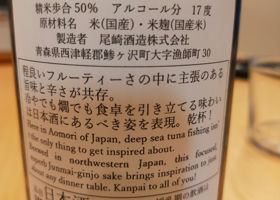 精米歩合 50% アルコール分 17度
原材料名 米(国産)・米麹(国産米)
製造者 尾崎酒造株式会社
青森県西津軽郡鰺ヶ沢町大字漁師町30
程良いフルーティーさの中に主張のある
旨味と辛さが共存。
冷やでも燗でも食卓を引き立てる味わい
は日本酒にあるべき姿を表現。乾杯!
Here in Aomori of Japan, deep sea tuna fishing isn'
only thing to get inspired about.
Brewed in northwestern Japan, this focused,
superb Junmai-ginjo sake brings inspiration to just
about any dinner table. Kanpai to all of you!
日本酒
の飲酒は